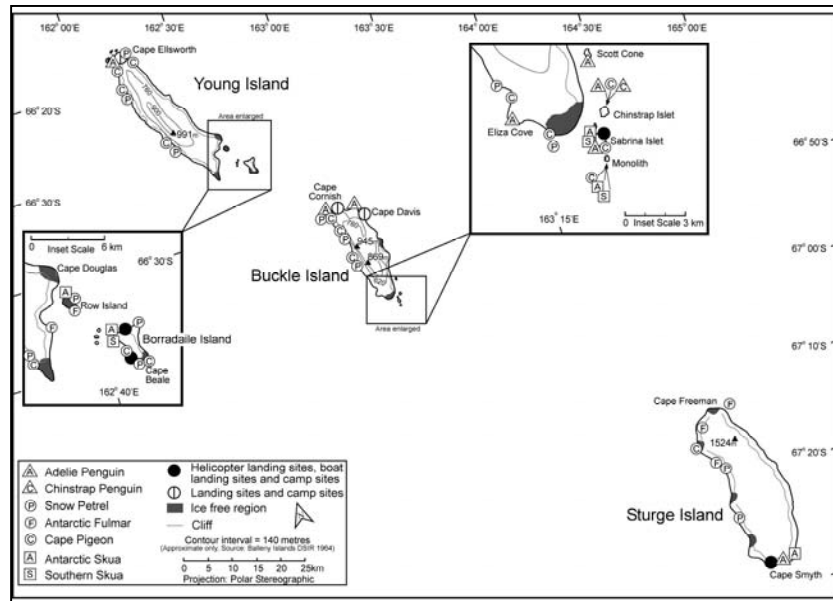 162° 00'E
162° 30'E
163° 00'E
163° 30'E
164° 00'E
164° 30'E
165° 00'E
Cape Ellsworth
P
A
C
C
Young Island
760
C
P
991m
C
P
66° 20'S
Area enlarged
66° 30'S
Scott Cone
A
A
C
C
Chinstrap Islet
P
C
A
Eliza Cove
C
P
A
S
Sabrina Islet
A
C
Monolith
C
A
S
163° 15'E
0 Inset Scale 3 km
66° 50'S
67° 00'S
67° 10'S
67° 20'S
Cape
Cornish
A
A
Cape Davis
P
C
C
P
760
945m
869m
C
P
Buckle Island
Area enlarged
0 6
Inset Scale km
66° 30'S
Cape Douglas
A
P
F
Row Island
F
A
S
P
Borradaile Island
C
P
C
Cape
Beale
P
C
162° 40'E
Cape Freeman
F
F
1524m
C
F
P
P
Sturge Island
A
A
Cape Smyth
A Adelie Penguin
C Chinstrap Penguin
P Snow Petrel
F Antarctic Fulmar
C Cape Pigeon
A Antarctic Skua
S Southern Skua
Helicopter landing sites, boat
landing sites and camp sites
Landing sites and camp sites
Ice free region
Cliff
Contour interval = 140 metres
(Approximate only, Source: Balleny Islands DSIR 1964)
0 5 10 15 20 25km
Projection: Polar Stereographic